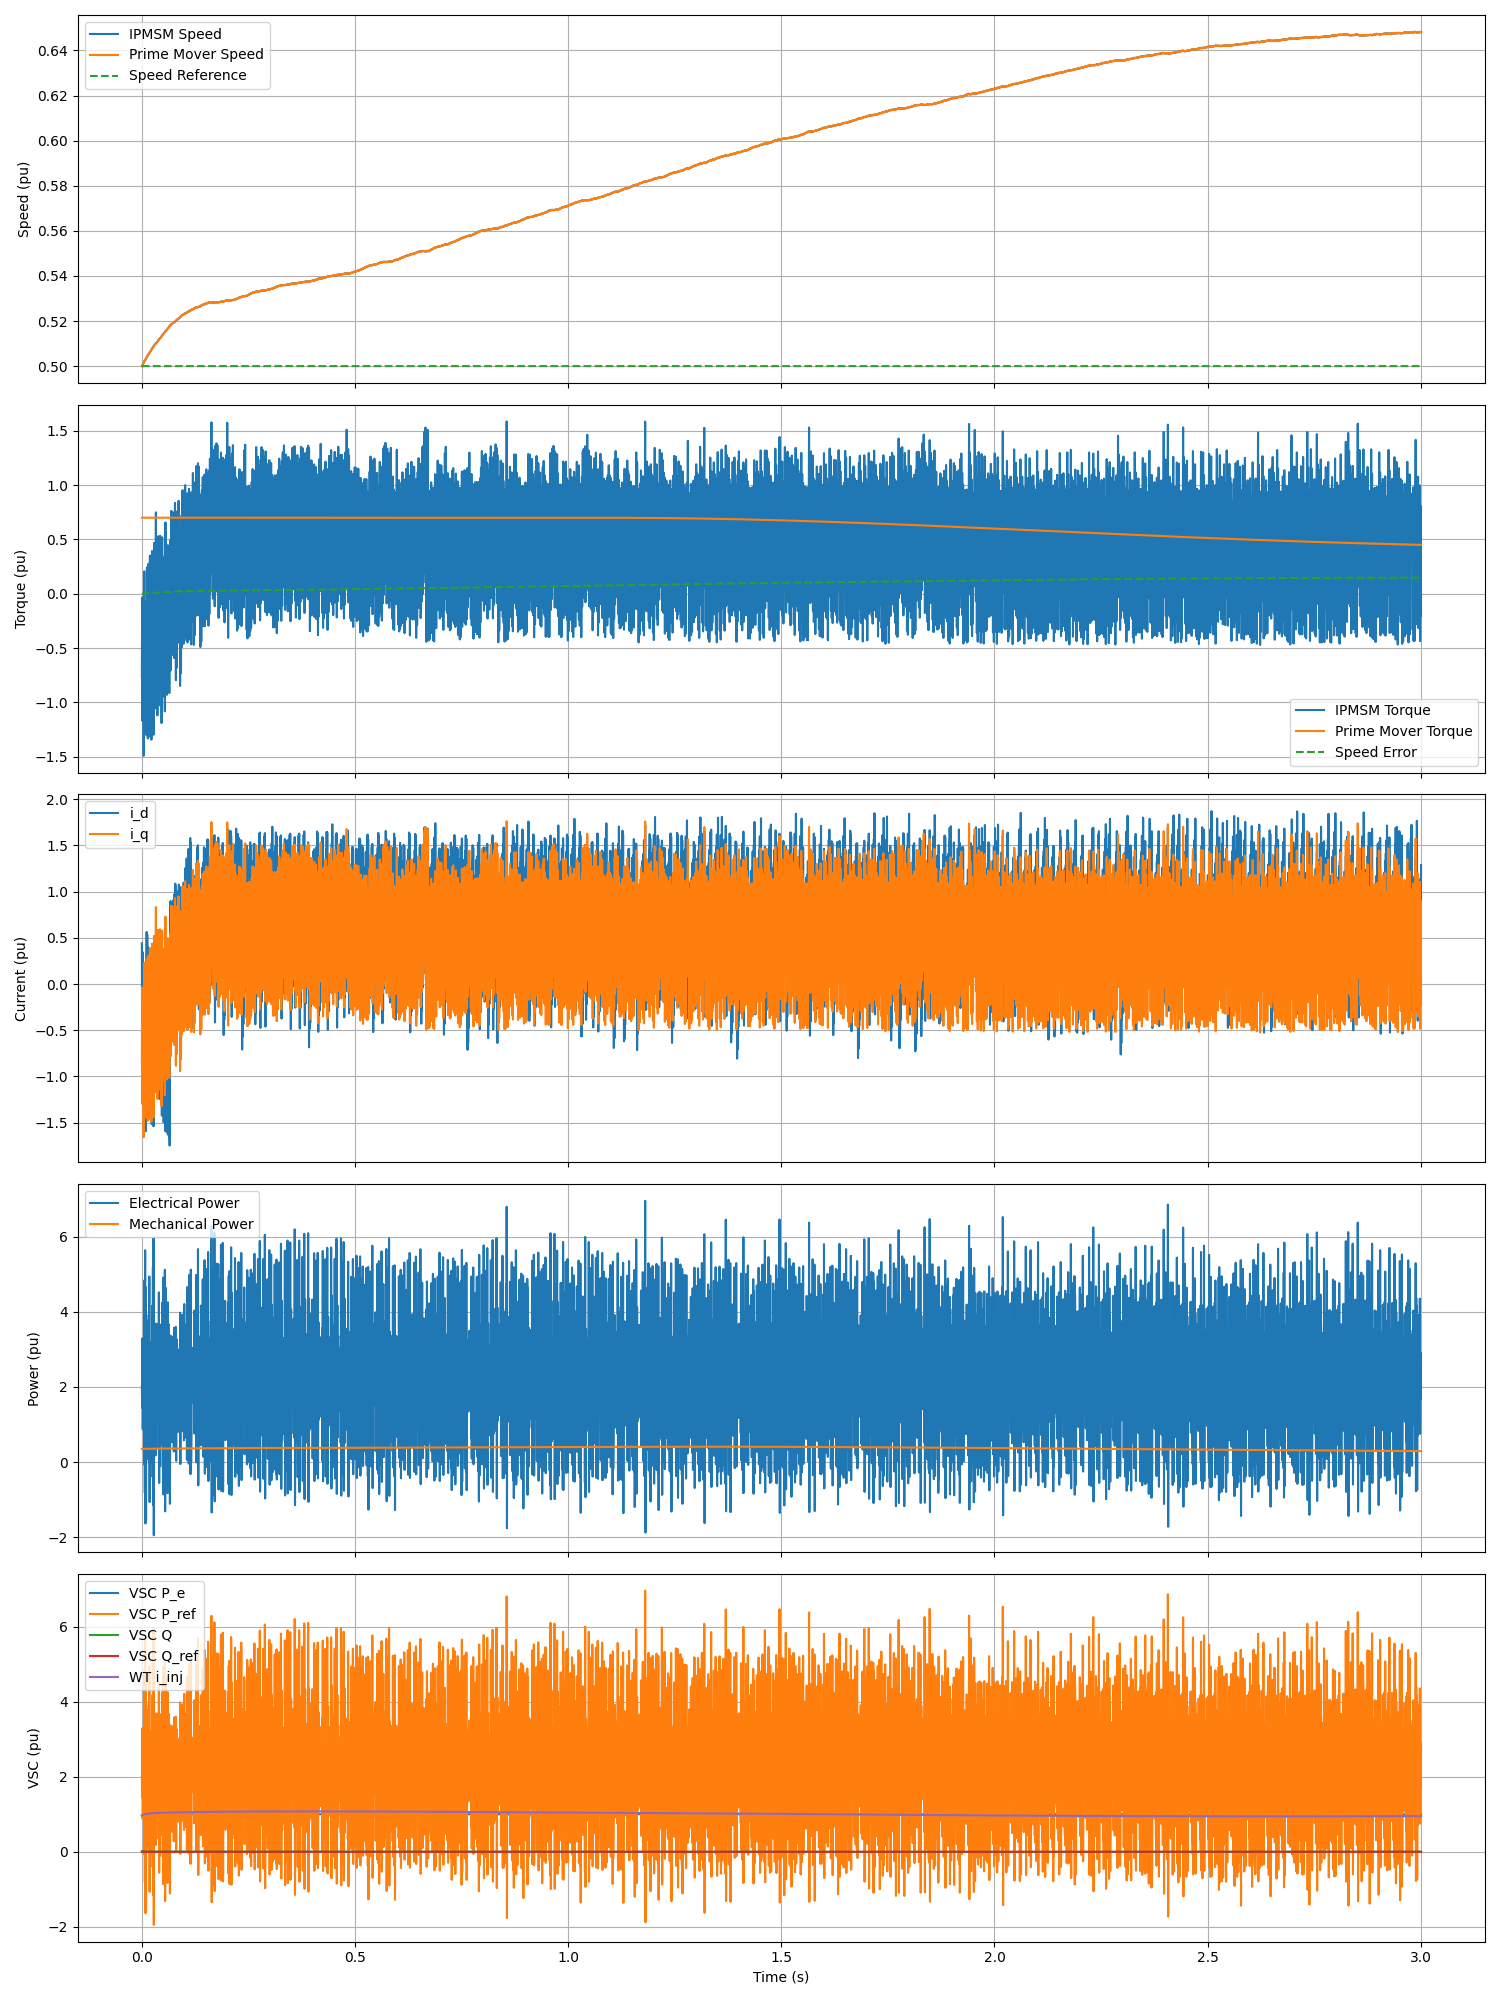 IPMSM Speed
Prime Mover Speed
Speed Reference
0.64
0.62
0.60
0.58
0.56
0.54
0.52
0.50
Speed (pu)
1.5
1.0
0.5
0.0
−0.5
−1.0
−1.5
Torque (pu)
IPMSM Torque
Prime Mover Torque
Speed Error
i_d
i_q
2.0
1.5
1.0
0.5
0.0
−0.5
−1.0
−1.5
Current (pu)
Electrical Power
Mechanical Power
6
4
2
0
−2
Power (pu)
VSC P_e
VSC P_ref
VSC Q
VSC Q_ref
WT i_inj
6
4
2
0
−2
VSC (pu)
0.0 0.5 1.0 1.5 2.0 2.5 3.0
Time (s)